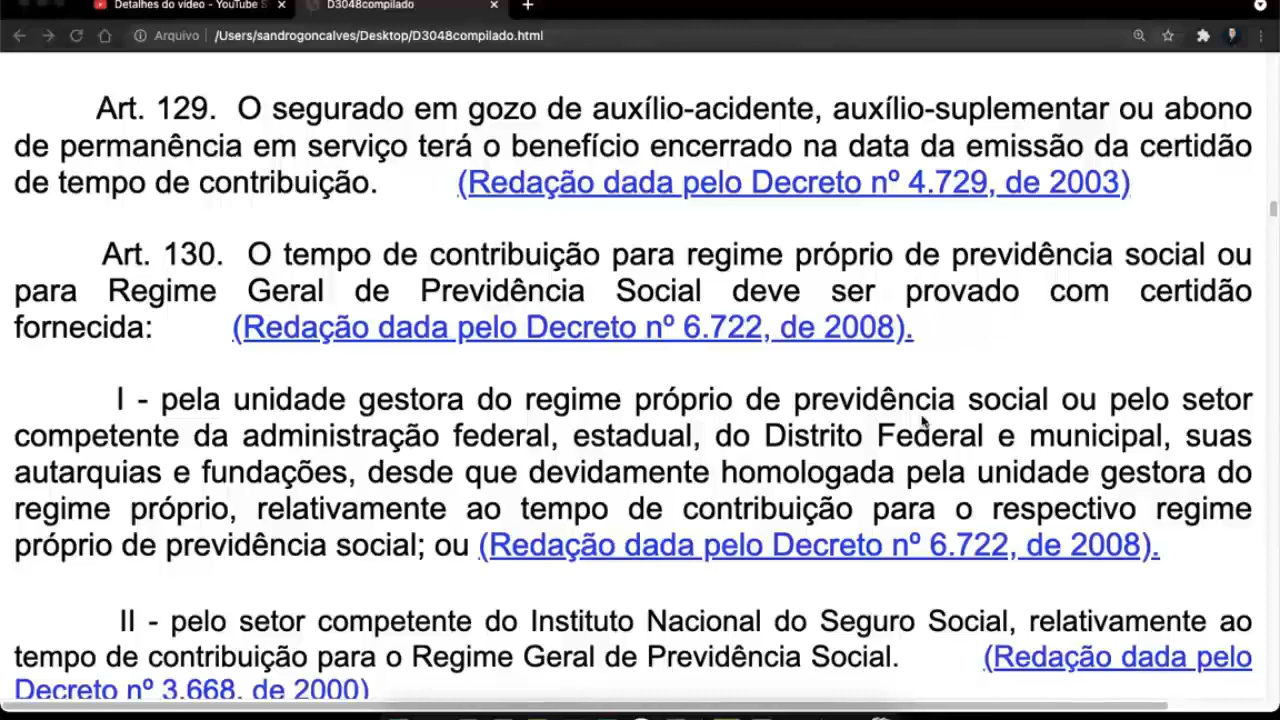 Detalhes do vídeo - YouTube S
D3048compilado
Arquivo
/Users/sandrogoncalves/Desktop/D3048compilado.html
Art. 129. O segurado em gozo de auxílio-acidente, auxílio-suplementar ou abono
de permanência em serviço terá o benefício encerrado na data da emissão da certidão
de tempo de contribuição. (Redação dada pelo Decreto nº 4.729, de 2003)
Art. 130. O tempo de contribuição para regime próprio de previdência social ou
para Regime Geral de Previdência Social deve ser provado com certidão
fornecida: (Redação dada pelo Decreto nº 6.722, de 2008).
I - pela unidade gestora do regime próprio de previdência social ou pelo setor
competente da administração federal, estadual, do Distrito Federal e municipal, suas
autarquias e fundações, desde que devidamente homologada pela unidade gestora do
regime próprio, relativamente ao tempo de contribuição para o respectivo regime
próprio de previdência social; ou (Redação dada pelo Decreto nº 6.722, de 2008).
II - pelo setor competente do Instituto Nacional do Seguro Social, relativamente ao
tempo de contribuição para o Regime Geral de Previdência Social. (Redação dada pelo
Decreto nº 3.668, de 2000)